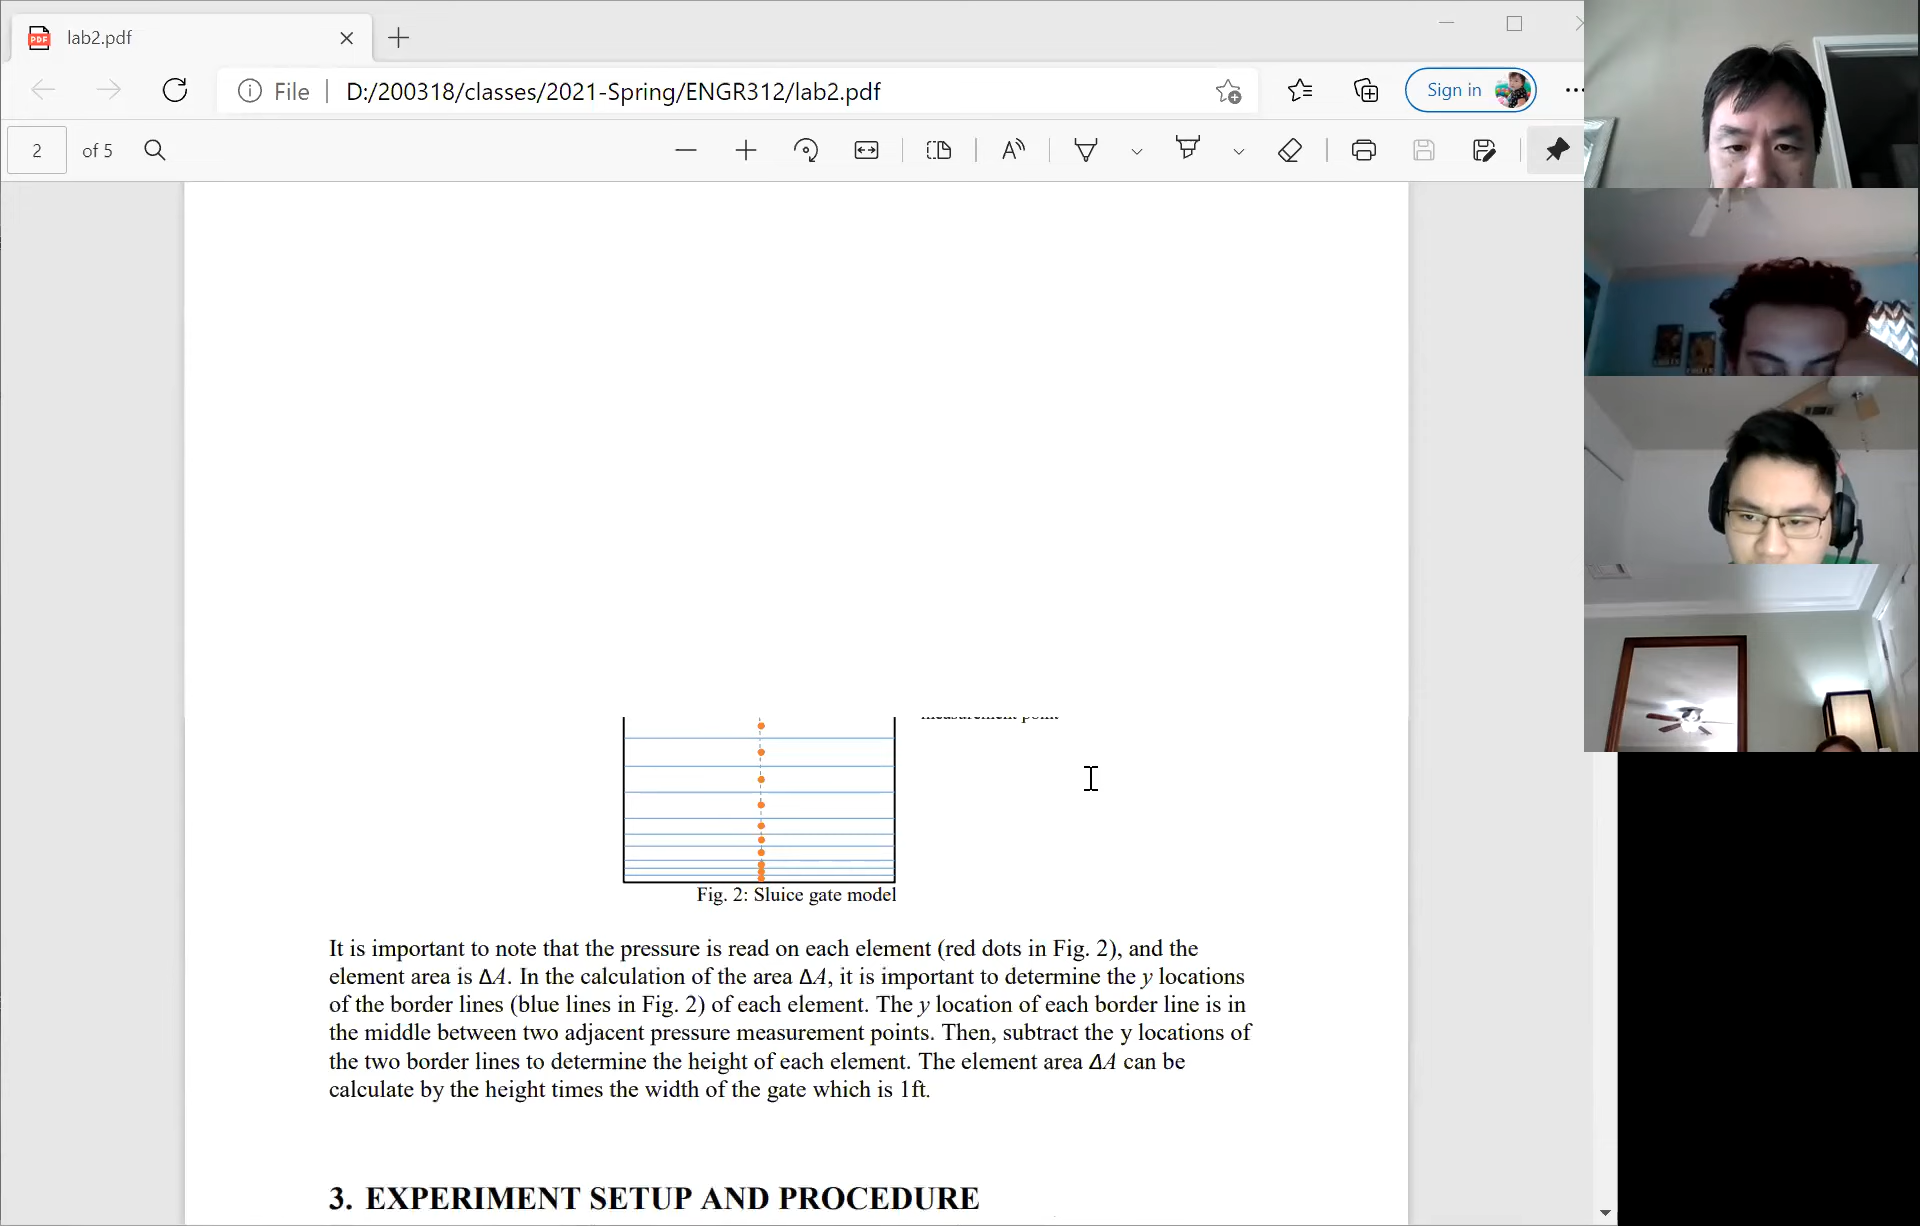 lab2.pdf
File
D:/200318/classes/2021-Spring/ENGR312/lab2.pdf
Sign in
2 of 5
measurement point
Fig. 2: Sluice gate model
It is important to note that the pressure is read on each element (red dots in Fig. 2), and the
element area is ΔA. In the calculation of the area ΔA, it is important to determine the y locations
of the border lines (blue lines in Fig. 2) of each element. The y location of each border line is in
the middle between two adjacent pressure measurement points. Then, subtract the y locations of
the two border lines to determine the height of each element. The element area ΔA can be
calculate by the height times the width of the gate which is 1ft.
3. EXPERIMENT SETUP AND PROCEDURE